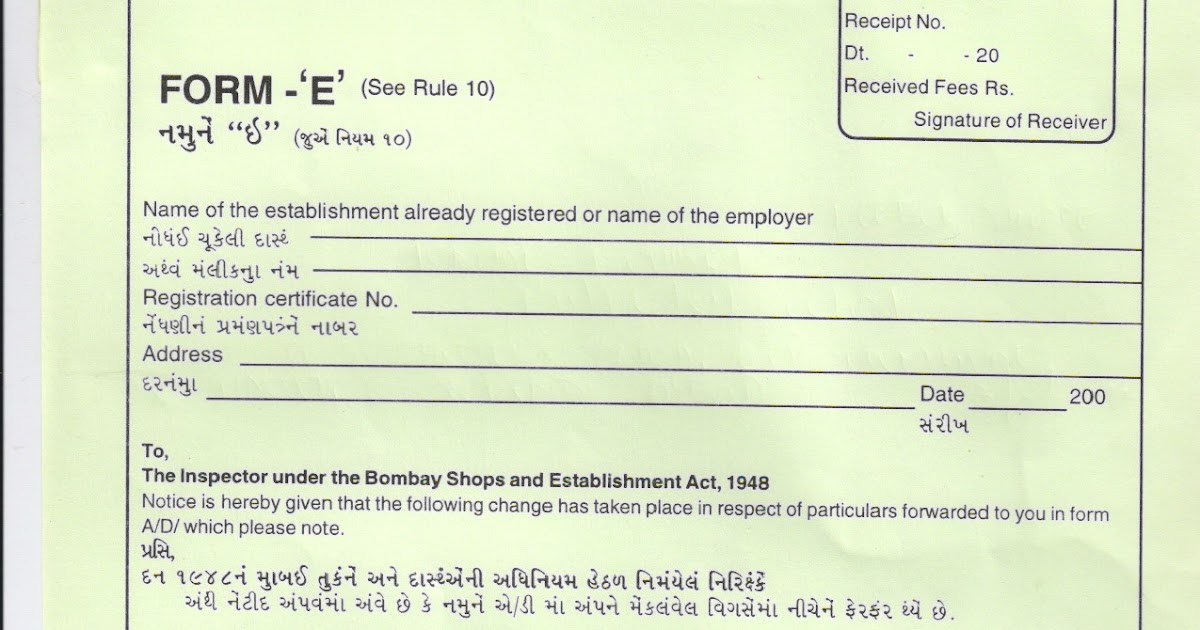 Receipt No.
Dt. - - 20
Received Fees Rs.
Signature of Receiver
FORM -‘E’ (See Rule 10)
નમુનેં “ઇ” (જુએં નિયમ ૧૦)
Name of the establishment already registered or name of the employer
નીધંઈ ચૂકેલી દાસ્થં
અથ્વં મંલીકનુા નંમ
Registration certificate No.
નેંધણીનં પ્રમંણપત્રંનેં નાબર
Address
દરનંમુા
Date 200
સંરીખ
To,
The Inspector under the Bombay Shops and Establishment Act, 1948
Notice is hereby given that the following change has taken place in respect of particulars forwarded to you in form
A/D/ which please note.
પ્રસિ,
દન ૧૯૪૮નં મુાબઈ તુકંનેં અને દાસ્થંએંની અધિનિયમ હેઠળ નિમંયેલં નિરિક્ષંકેં
અંથી નેંટીદ અંપવંમાં અંવે છે કે નમુનેં એ/ડી માં અંપને મેંકલંવેલ વિગસેંમાં નીચેનેં ફેરફંર થ્યેં છે.